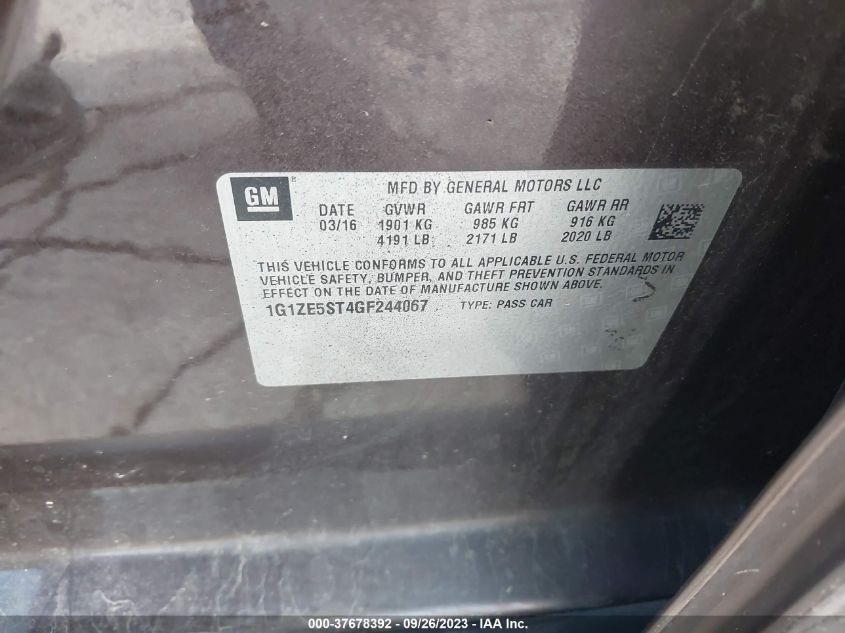 GM ®
MFD BY GENERAL MOTORS LLC
DATE GVWR GAWR FRT GAWR RR
03/16 1901 KG 985 KG 916 KG
4191 LB 2171 LB 2020 LB
THIS VEHICLE CONFORMS TO ALL APPLICABLE U.S. FEDERAL MOTOR
VEHICLE SAFETY, BUMPER, AND THEFT PREVENTION STANDARDS IN
EFFECT ON THE DATE OF MANUFACTURE SHOWN ABOVE.
1G1ZE5ST4GF244067 TYPE: PASS CAR
000-37678392 - 09/26/2023 - IAA Inc.